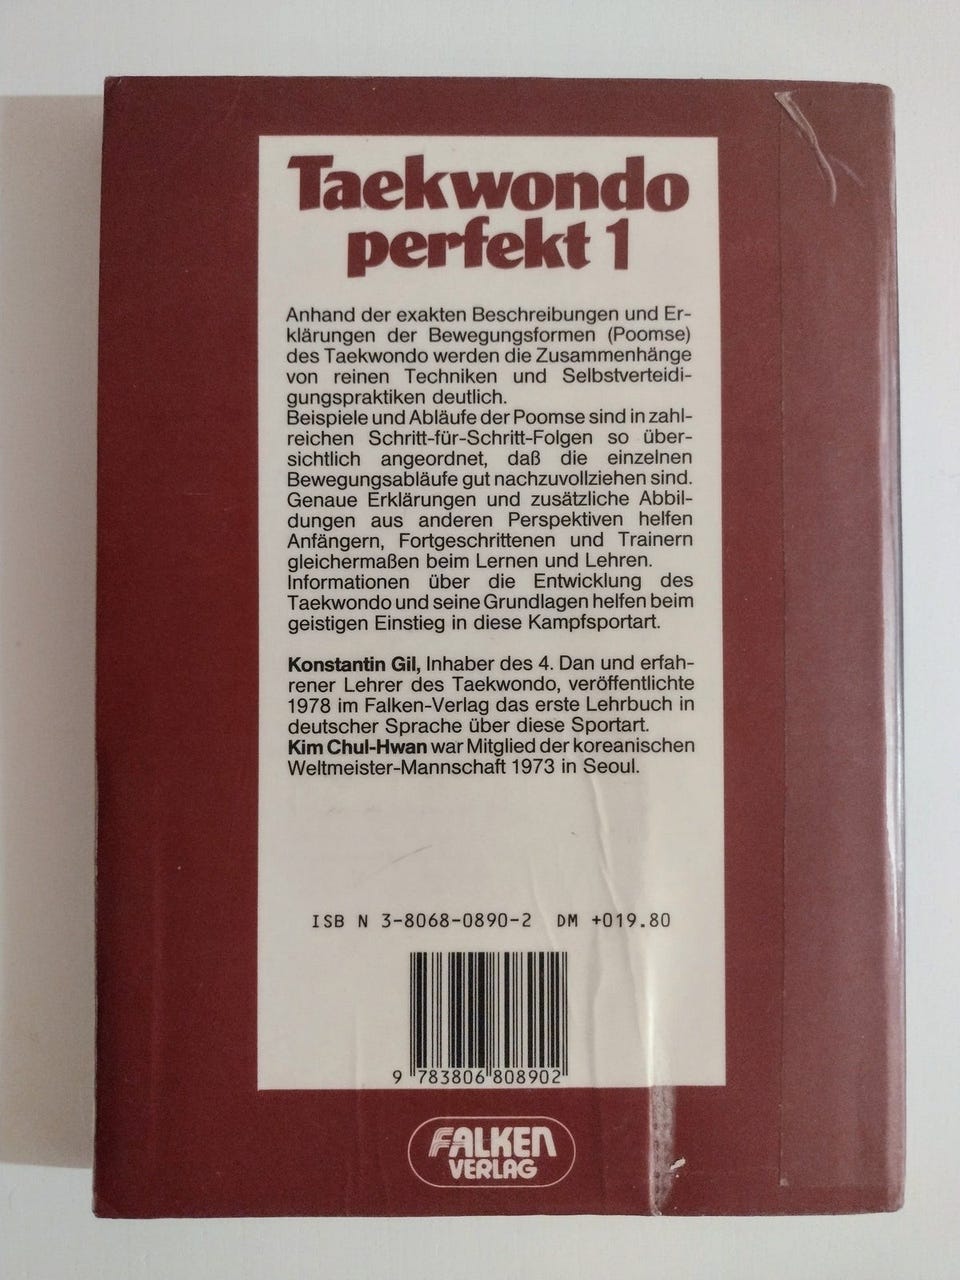 Taekwondo
perfekt 1
Anhand der exakten Beschreibungen und Er-
klärungen der Bewegungsformen (Poomse)
des Taekwondo werden die Zusammenhänge
von reinen Techniken und Selbstverteidi-
gungspraktiken deutlich.
Beispiele und Abläufe der Poomse sind in zahl-
reichen Schritt-für-Schritt-Folgen so über-
sichtlich angeordnet, daß die einzelnen
Bewegungsabläufe gut nachzuvollziehen sind.
Genaue Erklärungen und zusätzliche Abbil-
dungen aus anderen Perspektiven helfen
Anfängern, Fortgeschrittenen und Trainern
gleichermaßen beim Lernen und Lehren.
Informationen über die Entwicklung des
Taekwondo und seine Grundlagen helfen beim
geistigen Einstieg in diese Kampfsportart.
Konstantin Gil, Inhaber des 4. Dan und erfah-
rener Lehrer des Taekwondo, veröffentlichte
1978 im Falken-Verlag das erste Lehrbuch in
deutscher Sprache über diese Sportart.
Kim Chul-Hwan war Mitglied der koreanischen
Weltmeister-Mannschaft 1973 in Seoul.
ISB N 3-8068-0890-2 DM +019.80
9 783806 808902
FALKEN
VERLAG